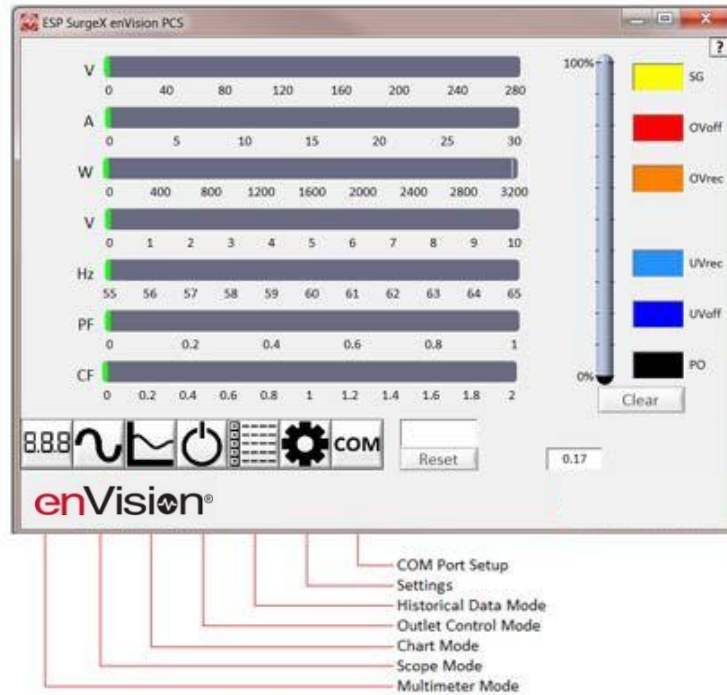 ESP SurgeX enVision PCS
?
V
0 40 80 120 160 200 240 280
A
0 5 10 15 20 25 30
W
0 400 800 1200 1600 2000 2400 2800 3200
V
0 1 2 3 4 5 6 7 8 9 10
Hz
55 56 57 58 59 60 61 62 63 64 65
PF
0 0.2 0.4 0.6 0.8 1
CF
0 0.2 0.4 0.6 0.8 1 1.2 1.4 1.6 1.8 2
100%
0%
SG
OVoff
OVrec
UVrec
UVoff
PO
Clear
8.8.8
COM
Reset
0.17
enVision®
COM Port Setup
Settings
Historical Data Mode
Outlet Control Mode
Chart Mode
Scope Mode
Multimeter Mode